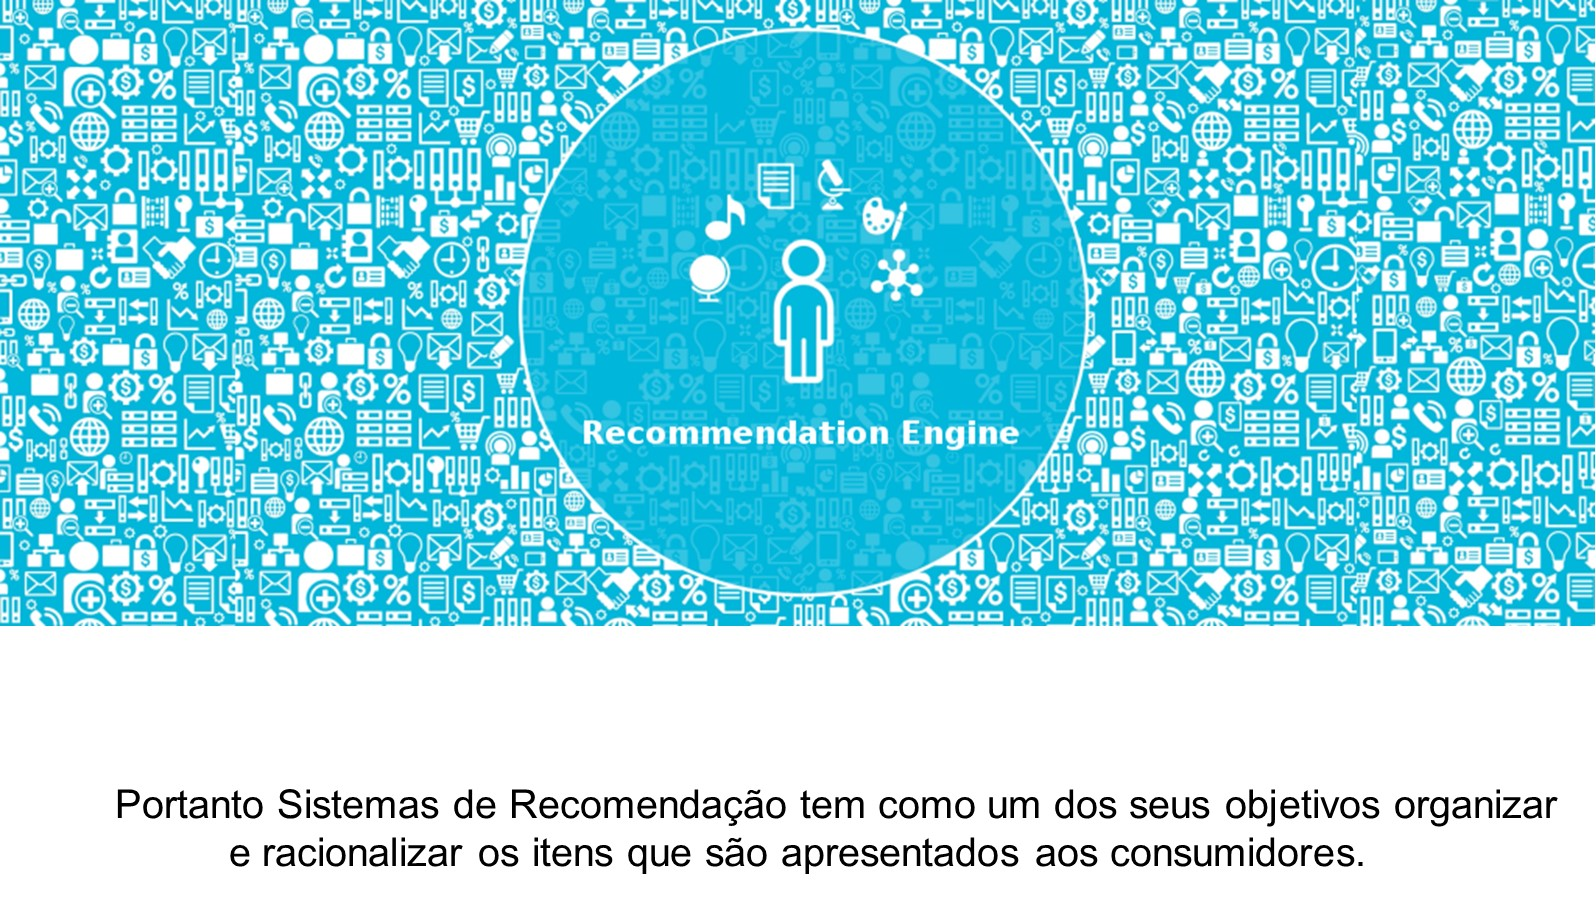 Recommendation Engine
Portanto Sistemas de Recomendação tem como um dos seus objetivos organizar
e racionalizar os itens que são apresentados aos consumidores.